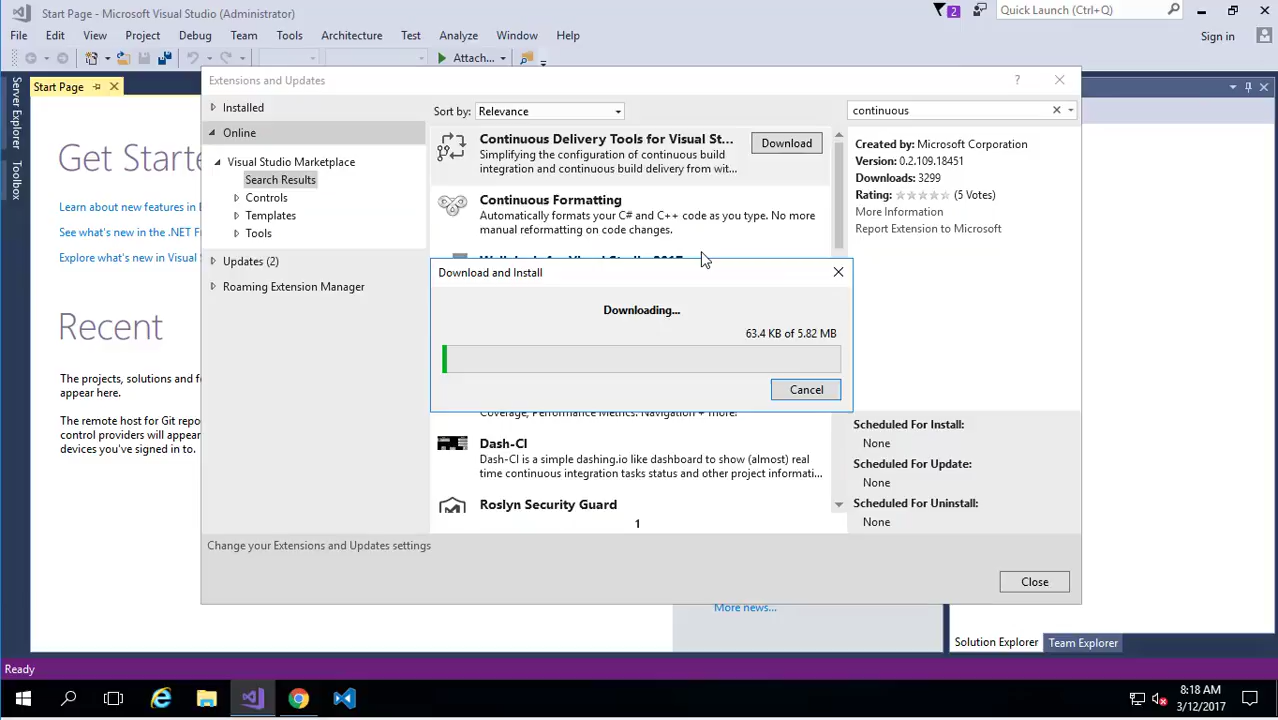 Start Page - Microsoft Visual Studio (Administrator)
2
Quick Launch (Ctrl+Q)
File Edit View Project Debug Team Tools Architecture Test Analyze Window Help
Sign in
Attach...
Server Explorer
Toolbox
Start Page
Extensions and Updates
?
Installed
Sort by: Relevance
continuous
Online
Visual Studio Marketplace
Search Results
Controls
Templates
Tools
Updates (2)
Roaming Extension Manager
Continuous Delivery Tools for Visual St...
Simplifying the configuration of continuous build
integration and continuous build delivery from wit...
Download
Continuous Formatting
Automatically formats your C# and C++ code as you type. No more
manual reformatting on code changes.
Created by: Microsoft Corporation
Version: 0.2.109.18451
Downloads: 3299
Rating: (5 Votes)
More Information
Report Extension to Microsoft
Get Starte
Learn about new features in
See what's new in the .NET F
Explore what's new in Visual
Recent
The projects, solutions and f
appear here.
The remote host for Git repo
control providers will appear
devices you've signed in to.
Download and Install
Downloading...
63.4 KB of 5.82 MB
Cancel
Coverage, Performance Metrics. Navigation + more.
Dash-CI
Dash-CI is a simple dashing.io like dashboard to show (almost) real
time continuous integration tasks status and other project informati...
Roslyn Security Guard
1
Scheduled For Install:
None
Scheduled For Update:
None
Scheduled For Uninstall:
None
Change your Extensions and Updates settings
Close
More news...
Solution Explorer Team Explorer
Ready
8:18 AM
3/12/2017